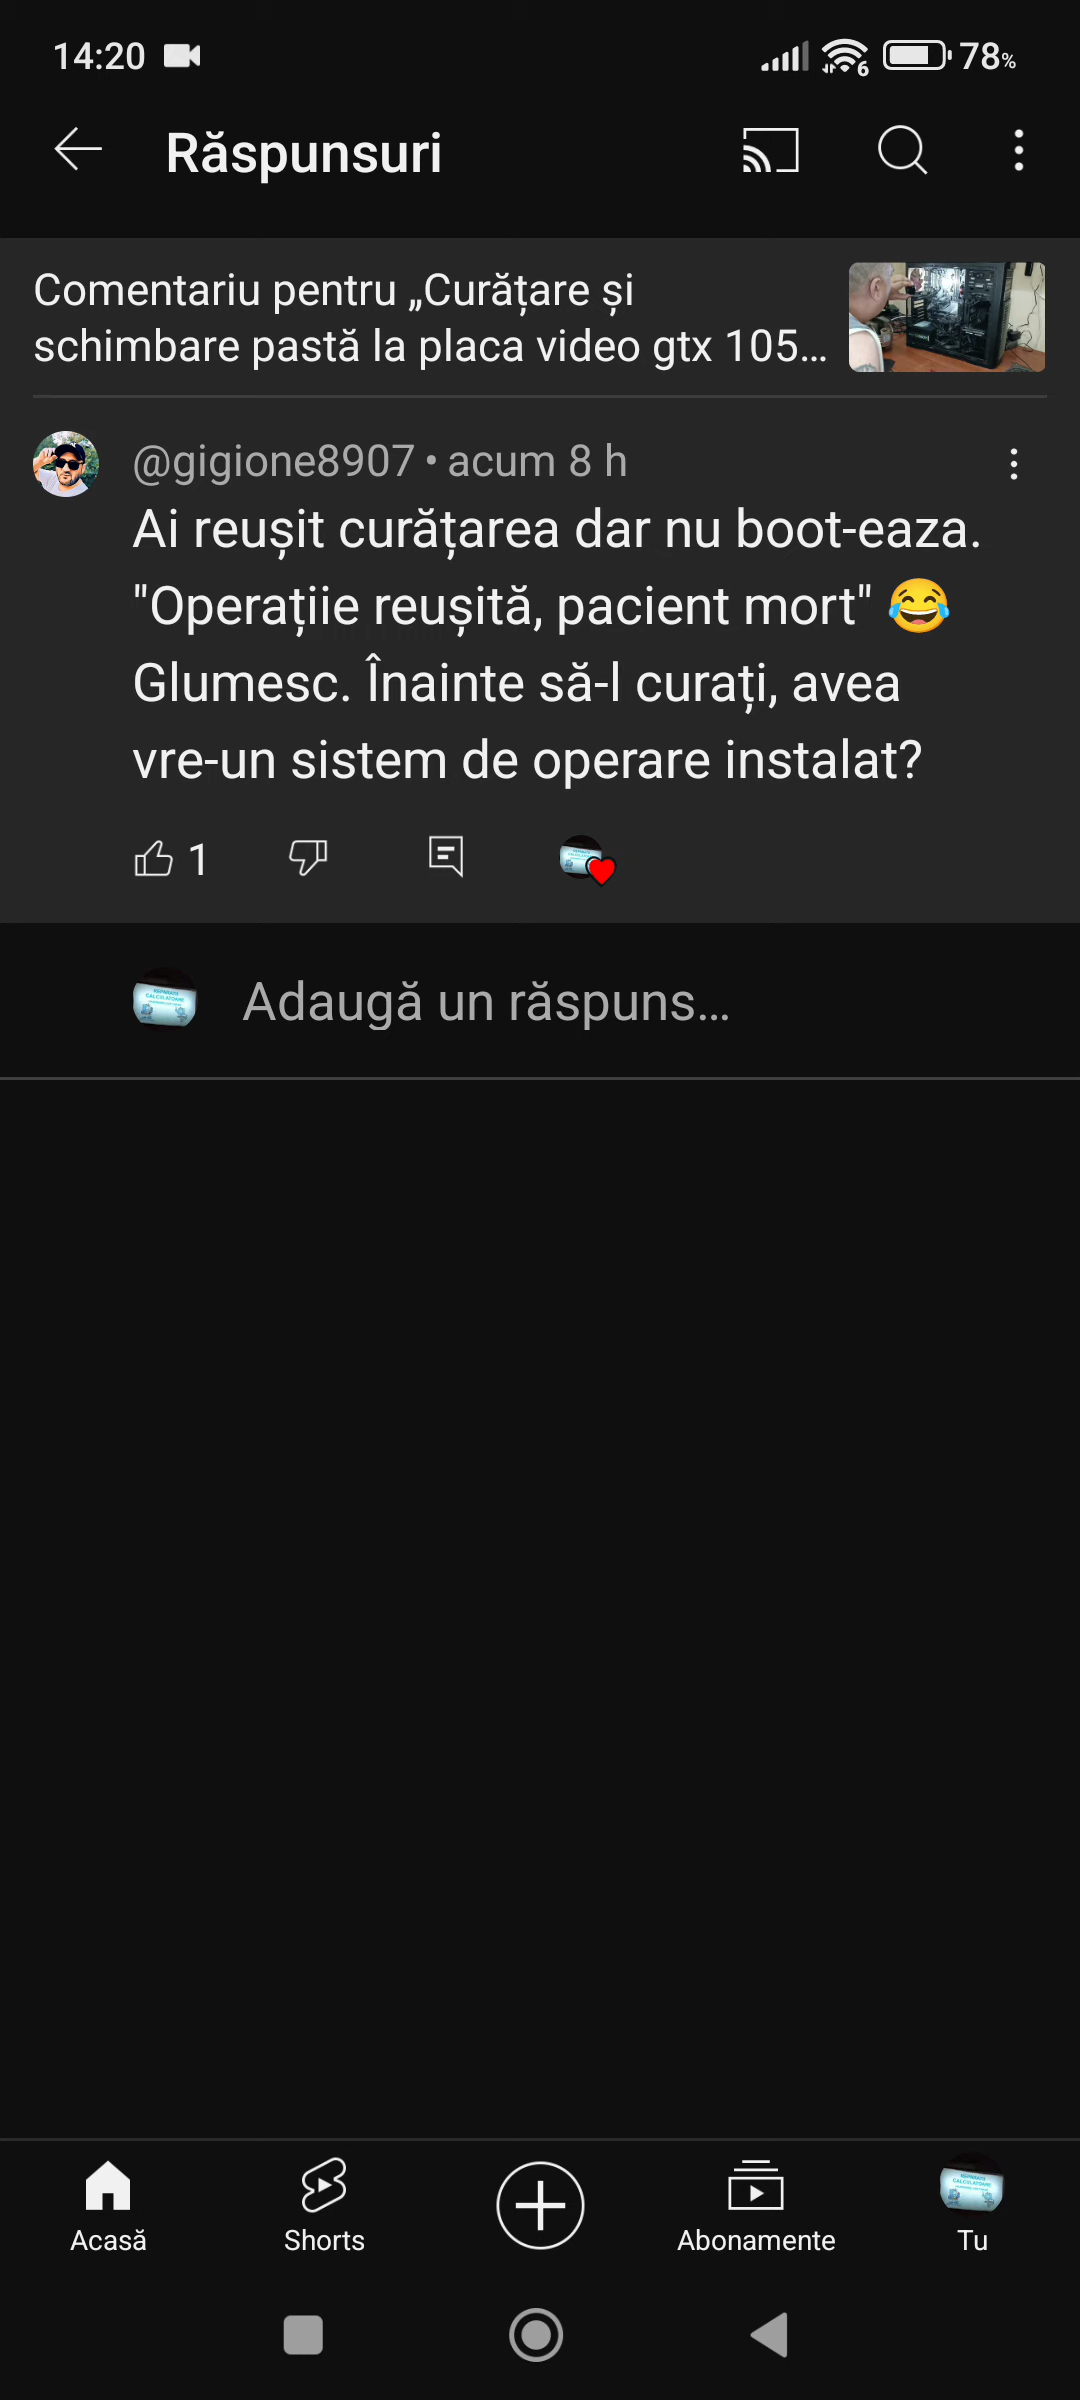 14:20
6
78%
Răspunsuri
Comentariu pentru „Curățare și
schimbare pastă la placa video gtx 105...
@gigione8907 • acum 8 h
Ai reușit curățarea dar nu boot-eaza.
"Operațiie reușită, pacient mort" 😂
Glumesc. Înainte să-l curați, avea
vre-un sistem de operare instalat?
1
Adaugă un răspuns...
Acasă
Shorts
Abonamente
Tu